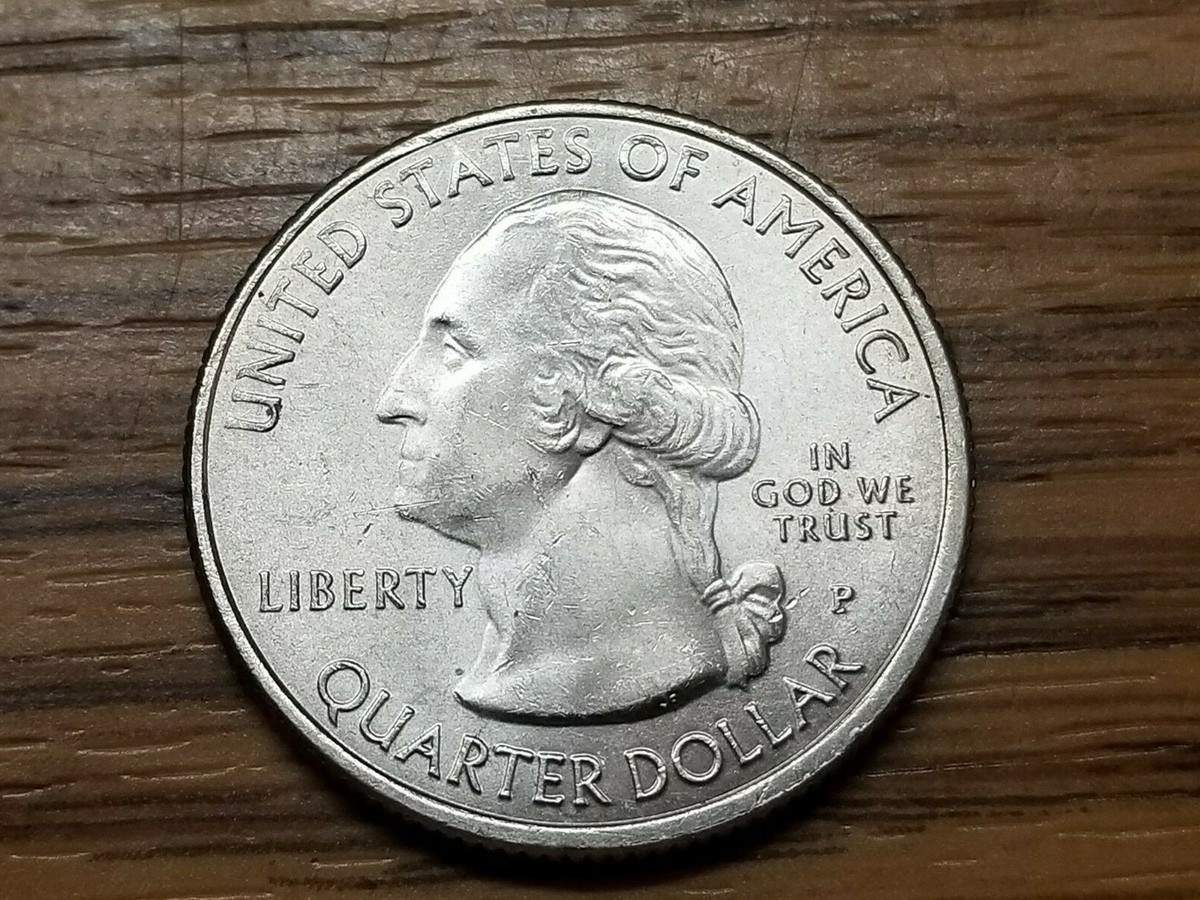 UNITED STATES OF AMERICA
IN
GOD WE
TRUST
LIBERTY
P
QUARTER DOLLAR